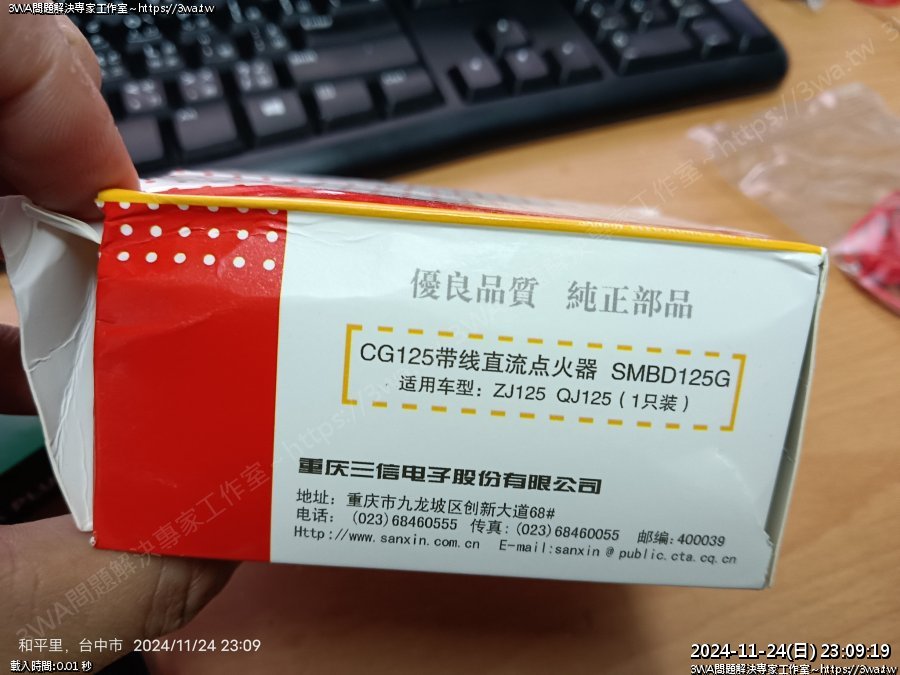 3WA問題解決專家工作室~https://3wa.tw
優良品質 純正部品
CG125带线直流点火器 SMBD125G
适用车型：ZJ125 QJ125（1只装）
重庆三信电子股份有限公司
地址：重庆市九龙坡区创新大道68#
电话：(023)68460555 传真:(023)68460055 邮编:400039
Http://www.sanxin.com.cn E-mail:sanxin@public.cta.cq.cn
和平里，台中市 2024/11/24 23:09
載入時間:0.01 秒
2024-11-24(日) 23:09:19
3WA問題解決專家工作室~https://3wa.tw